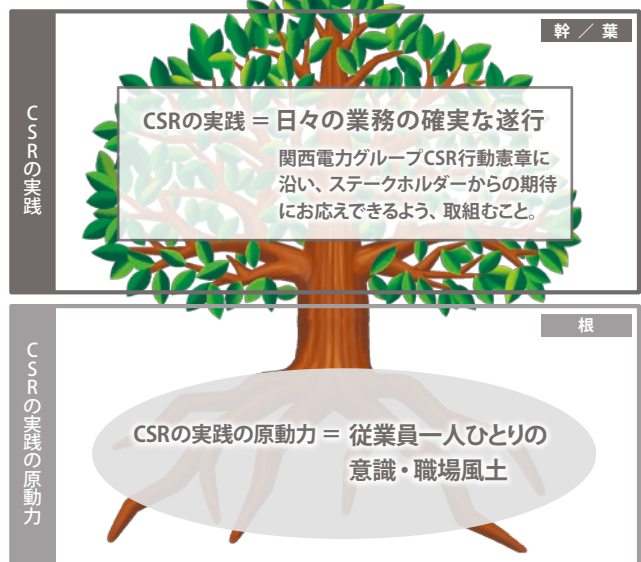 幹 ／ 葉
CSRの実践
CSRの実践 ＝ 日々の業務の確実な遂行
関西電力グループCSR行動憲章に
沿い、ステークホルダーからの期待
にお応えできるよう、取組むこと。
根
CSRの実践の原動力
CSRの実践の原動力 ＝ 従業員一人ひとりの
意識・職場風土